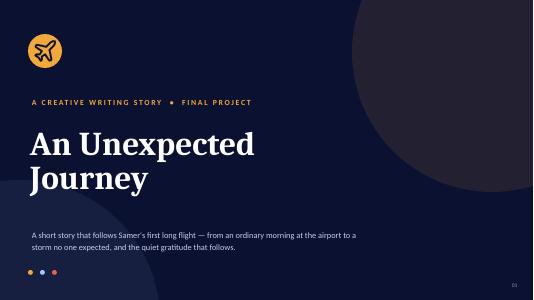 A CREATIVE WRITING STORY ● FINAL PROJECT
An Unexpected
Journey
A short story that follows Samer's first long flight — from an ordinary morning at the airport to a
storm no one expected, and the quiet gratitude that follows.